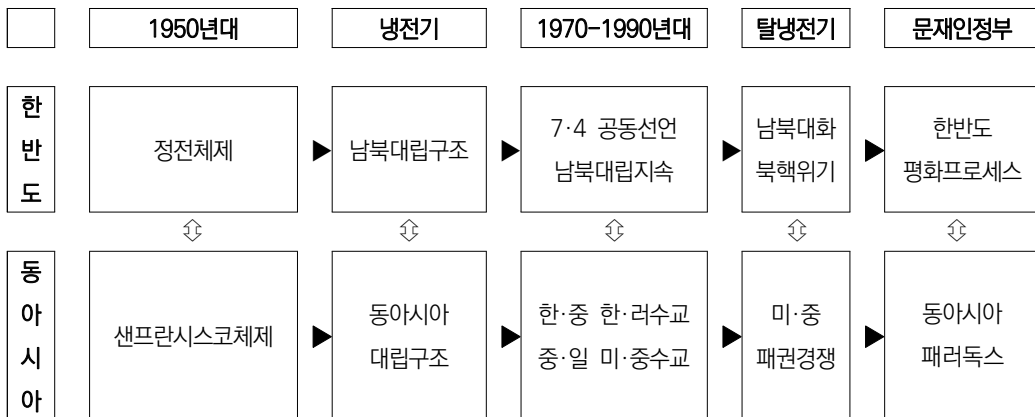 1950년대 냉전기 1970-1990년대 탈냉전기 문재인정부
한
반
도
정전체제 ▶ 남북대립구조 ▶ 7·4 공동선언 ▶ 남북대화 ▶ 한반도
남북대립지속 북핵위기 평화프로세스
⇕ ⇕ ⇕ ⇕ ⇕
동
아
시
아
샌프란시스코체제 ▶ 동아시아 ▶ 한·중 한·러수교 ▶ 미·중 ▶ 동아시아
대립구조 중·일 미·중수교 패권경쟁 패러독스